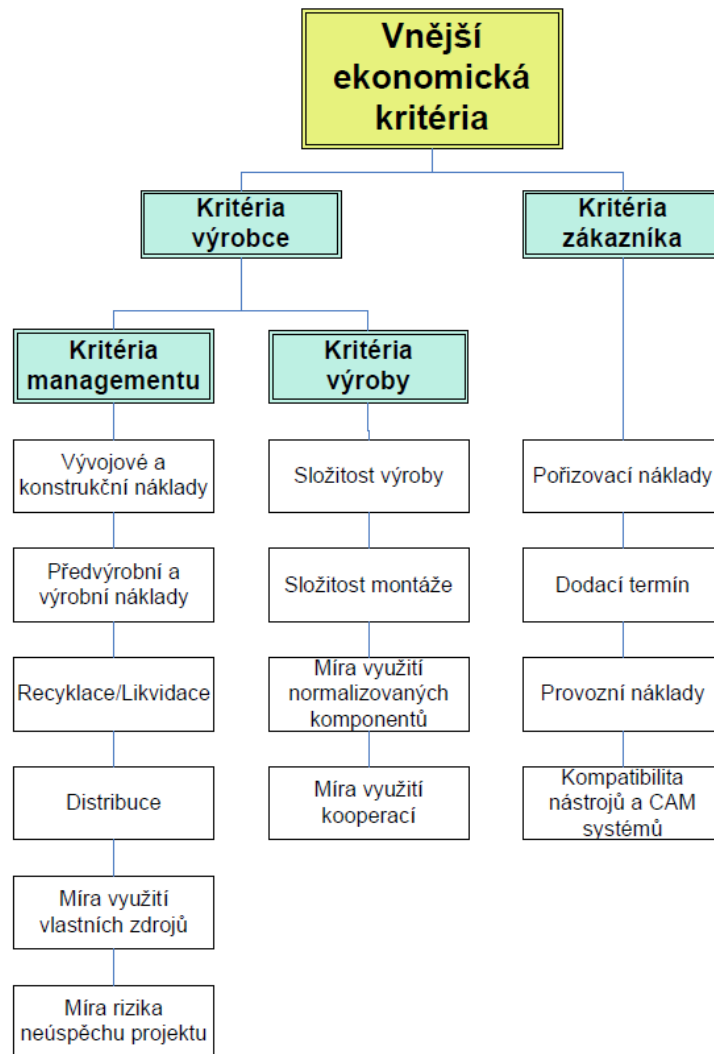 Vnější
ekonomická
kritéria
Kritéria
výrobce
Kritéria
zákazníka
Kritéria
managementu
Kritéria
výroby
Vývojové a
konstrukční náklady
Složitost výroby
Pořizovací náklady
Předvýrobní a
výrobní náklady
Složitost montáže
Dodací termín
Recyklace/Likvidace
Míra využití
normalizovaných
komponentů
Provozní náklady
Distribuce
Míra využití
kooperací
Kompatibilita
nástrojů a CAM
systémů
Míra využití
vlastních zdrojů
Míra rizika
neúspěchu projektu